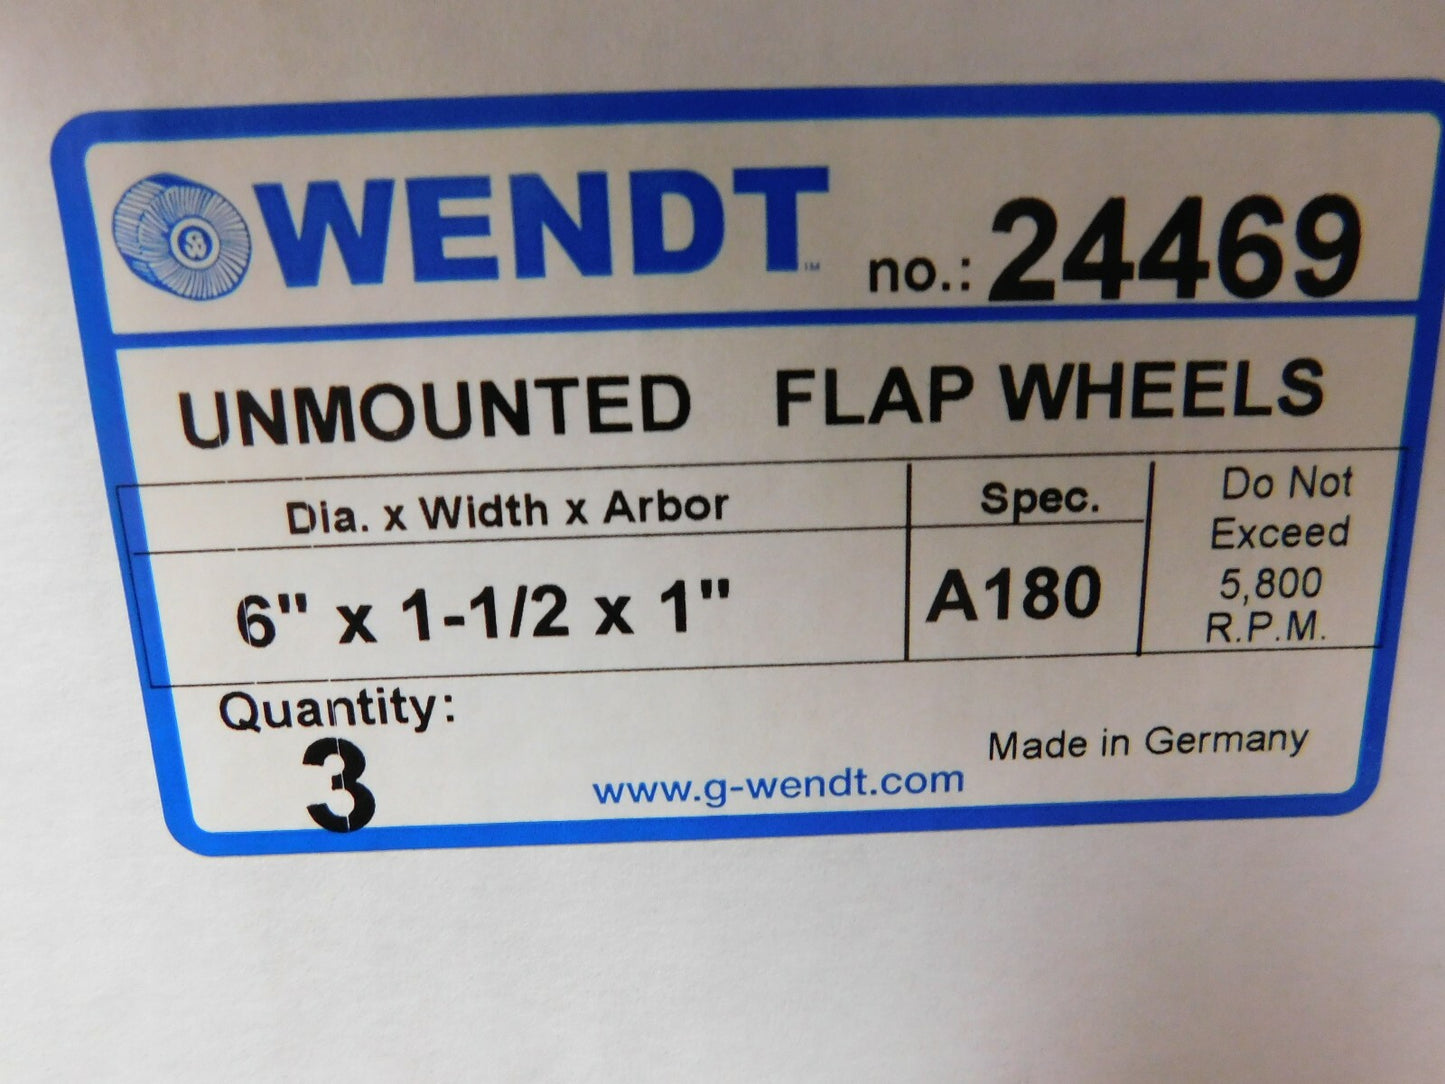 WENDT™ no.: 24469
UNMOUNTED FLAP WHEELS
Dia. x Width x Arbor
6" x 1-1/2 x 1"
Spec.
A180
Do Not
Exceed
5,800
R.P.M.
Quantity:
3
Made in Germany
www.g-wendt.com